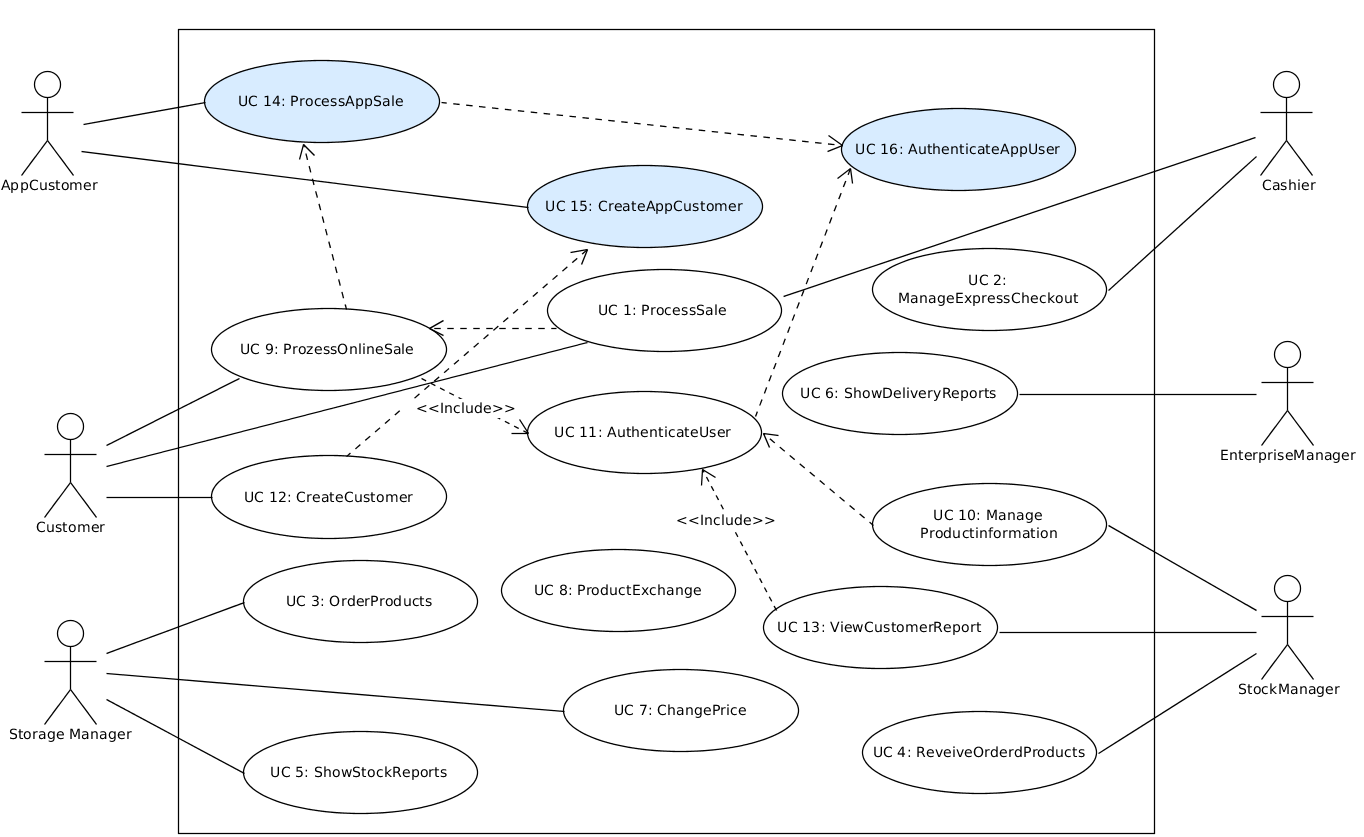 UC 14: ProcessAppSale
UC 16: AuthenticateAppUser
AppCustomer
Cashier
UC 15: CreateAppCustomer
UC 2:
ManageExpressCheckout
UC 1: ProcessSale
UC 9: ProzessOnlineSale
UC 6: ShowDeliveryReports
<<Include>>
UC 11: AuthenticateUser
EnterpriseManager
UC 12: CreateCustomer
Customer
<<Include>>
UC 10: Manage
Productinformation
UC 8: ProductExchange
UC 3: OrderProducts
UC 13: ViewCustomerReport
StockManager
UC 7: ChangePrice
Storage Manager
UC 4: ReveiveOrderdProducts
UC 5: ShowStockReports